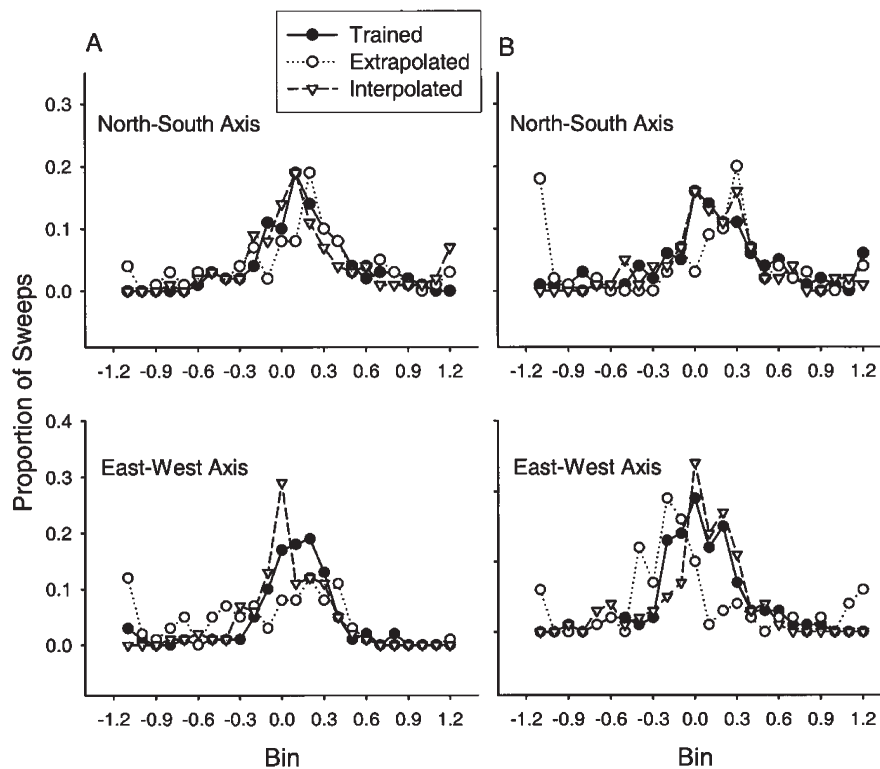 A
B
Trained
Extrapolated
Interpolated
North-South Axis
North-South Axis
0.3
0.2
0.1
0.0
-1.2 -0.9 -0.6 -0.3 0.0 0.3 0.6 0.9 1.2
-1.2 -0.9 -0.6 -0.3 0.0 0.3 0.6 0.9 1.2
Proportion of Sweeps
East-West Axis
East-West Axis
0.4
0.3
0.2
0.1
0.0
-1.2 -0.9 -0.6 -0.3 0.0 0.3 0.6 0.9 1.2
-1.2 -0.9 -0.6 -0.3 0.0 0.3 0.6 0.9 1.2
Bin
Bin